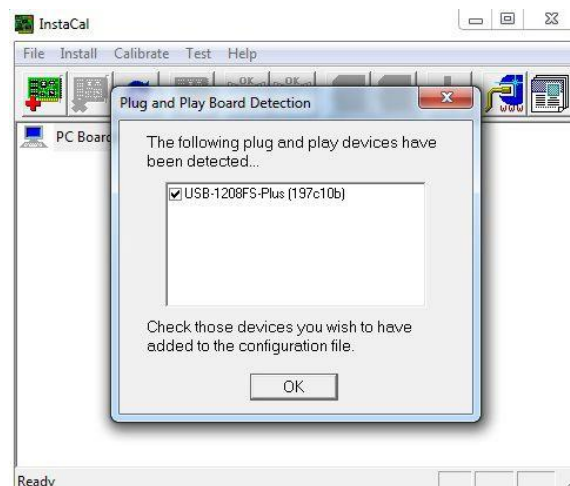 InstaCal
File Install Calibrate Test Help
Plug and Play Board Detection
PC Board
The following plug and play devices have
been detected...
USB-1208FS-Plus (197c10b)
Check those devices you wish to have
added to the configuration file.
OK
Ready